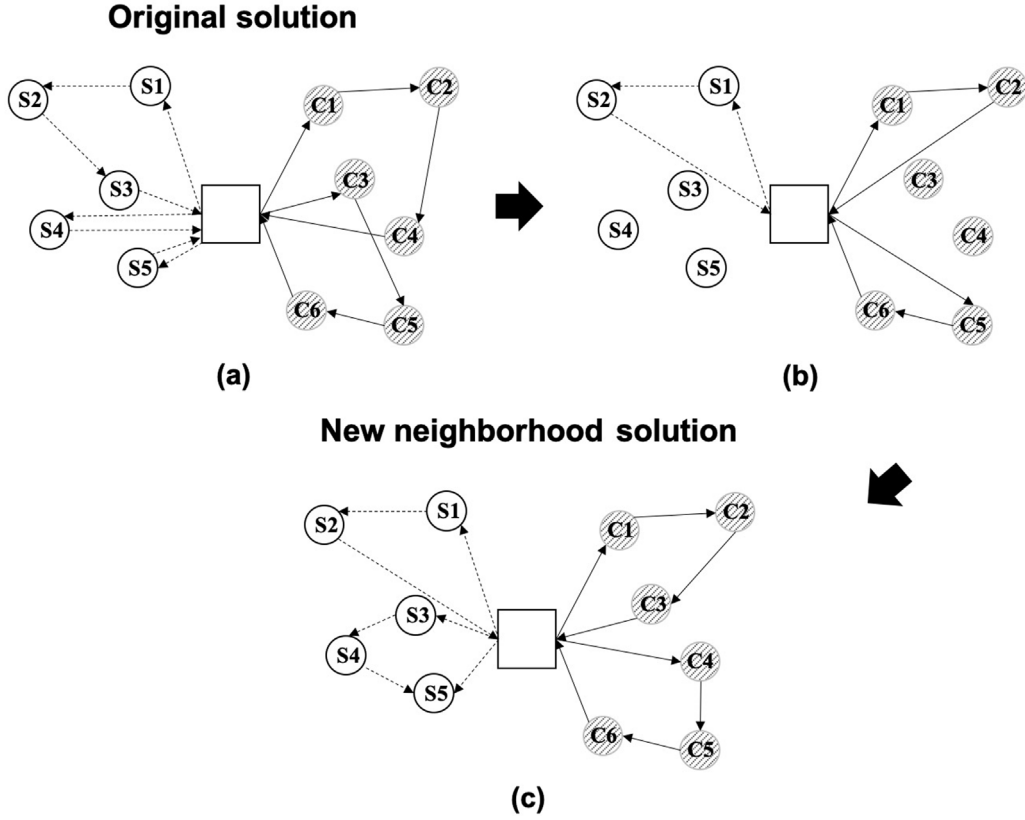 Original solution
S1
C2
S2
C1
S3
C3
S4
C4
S5
C6
C5
(a)
S1
C2
S2
C1
S3
C3
S4
C4
S5
C6
C5
(b)
New neighborhood solution
S1
C2
S2
C1
S3
C3
S4
C4
S5
C6
C5
(c)